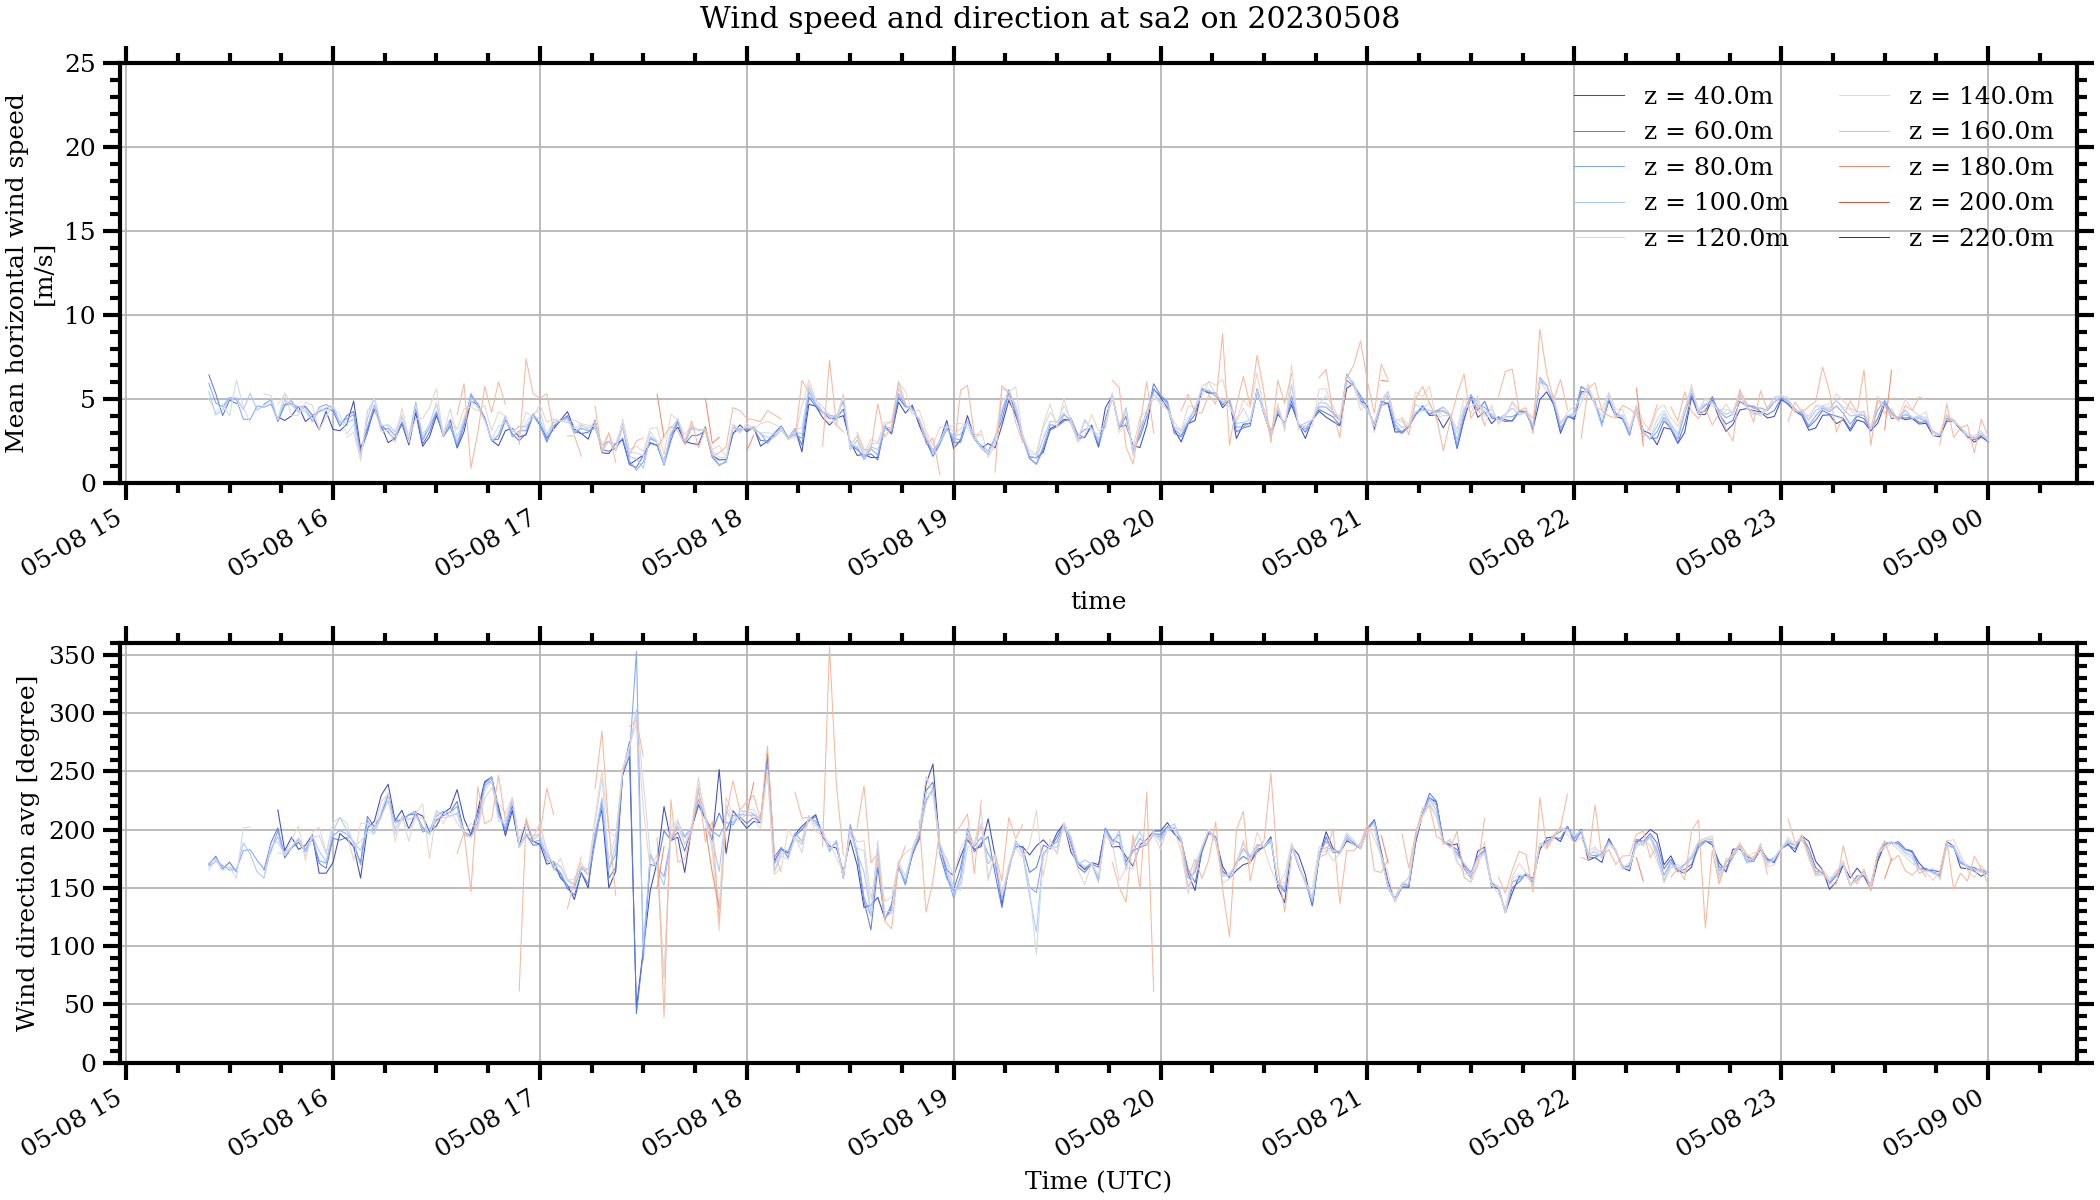 Wind speed and direction at sa2 on 20230508
Mean horizontal wind speed
[m/s]
25
20
15
10
5
0
z = 40.0m
z = 60.0m
z = 80.0m
z = 100.0m
z = 120.0m
z = 140.0m
z = 160.0m
z = 180.0m
z = 200.0m
z = 220.0m
05-08 15
05-08 16
05-08 17
05-08 18
05-08 19
05-08 20
05-08 21
05-08 22
05-08 23
05-09 00
time
Wind direction avg [degree]
350
300
250
200
150
100
50
0
05-08 15
05-08 16
05-08 17
05-08 18
05-08 19
05-08 20
05-08 21
05-08 22
05-08 23
05-09 00
Time (UTC)